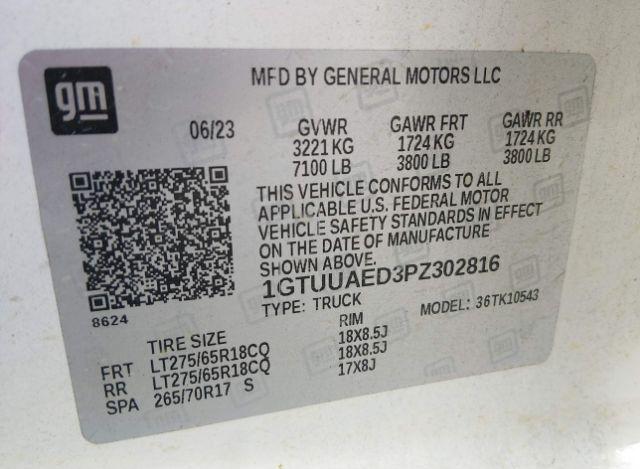 gm
MFD BY GENERAL MOTORS LLC
06/23 GVWR GAWR FRT GAWR RR
3221 KG 1724 KG 1724 KG
7100 LB 3800 LB 3800 LB
THIS VEHICLE CONFORMS TO ALL
APPLICABLE U.S. FEDERAL MOTOR
VEHICLE SAFETY STANDARDS IN EFFECT
ON THE DATE OF MANUFACTURE
SHOWN ABOVE.
1GTUUAED3PZ302816
TYPE: TRUCK MODEL: 36TK10543
8624
TIRE SIZE RIM
FRT LT275/65R18CQ 18X8.5J
RR LT275/65R18CQ 18X8.5J
SPA 265/70R17 S 17X8J